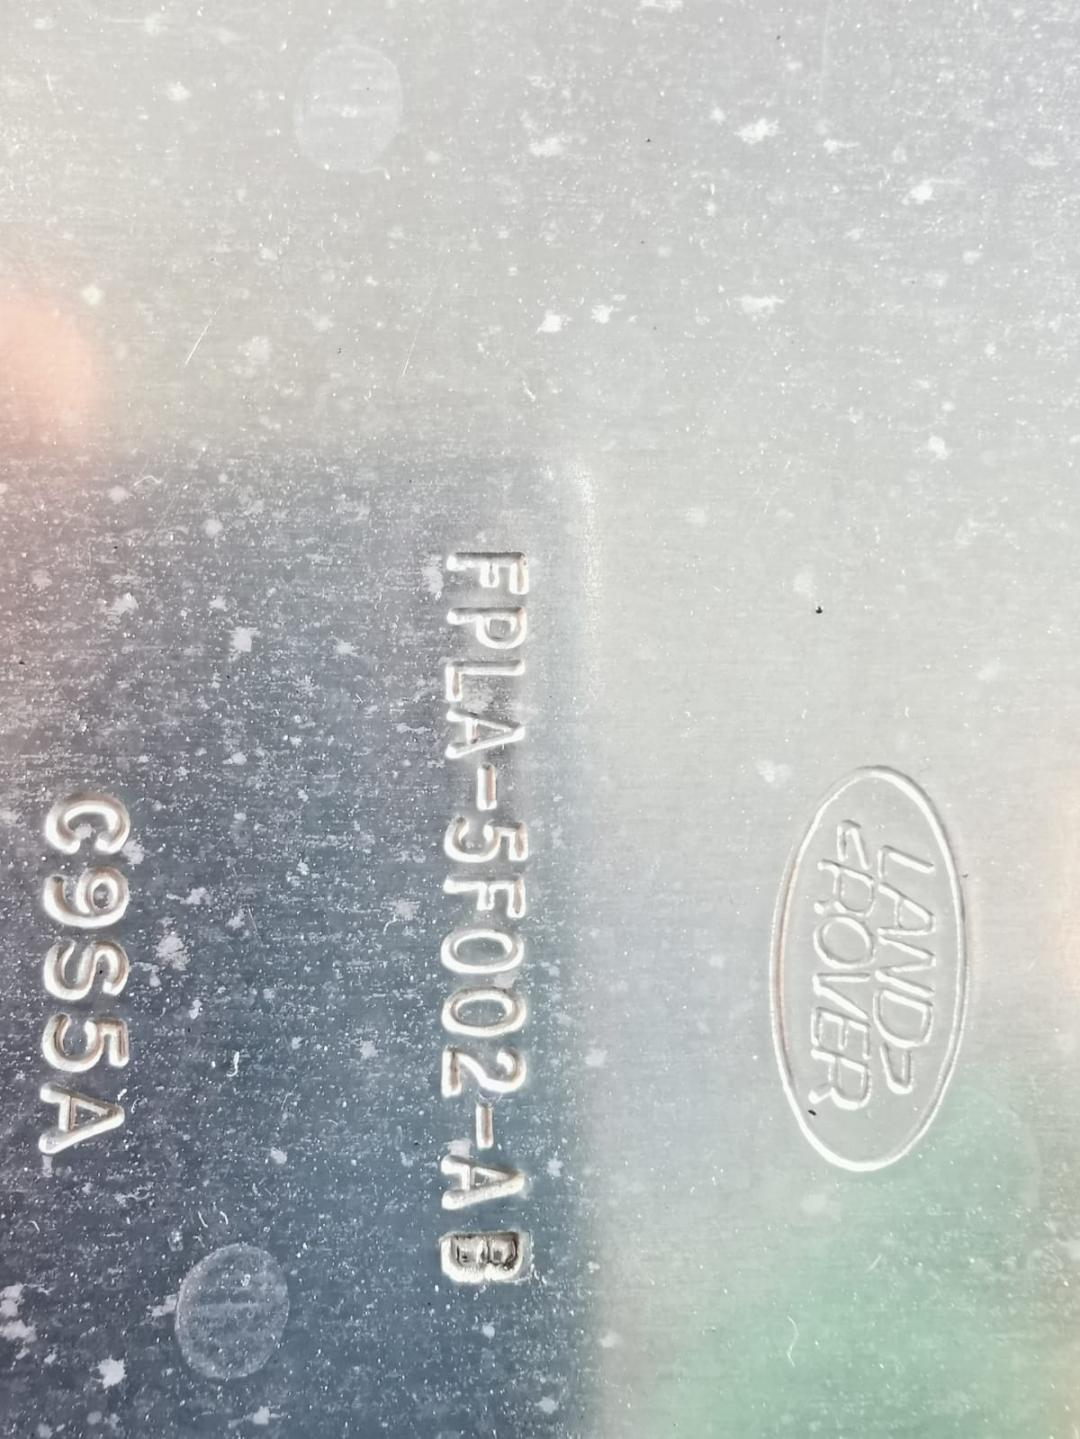 LAND
ROVER
FPLA-5F002-AB
C9S5A